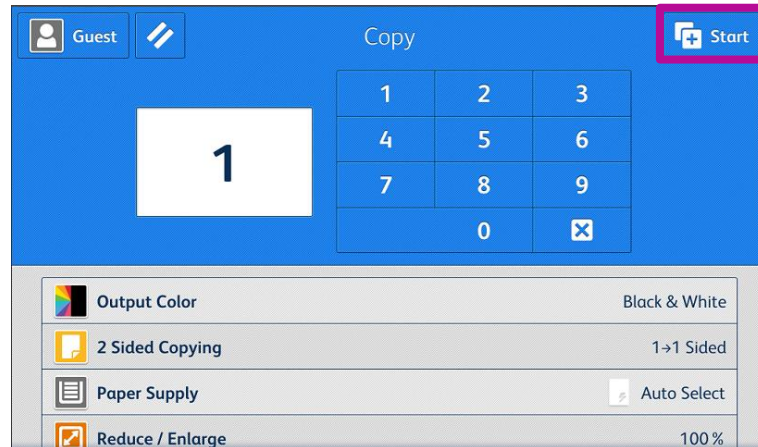 Guest Copy Start
1
1 2 3
4 5 6
7 8 9
0
Output Color Black & White
2 Sided Copying 1→1 Sided
Paper Supply Auto Select
Reduce / Enlarge 100 %